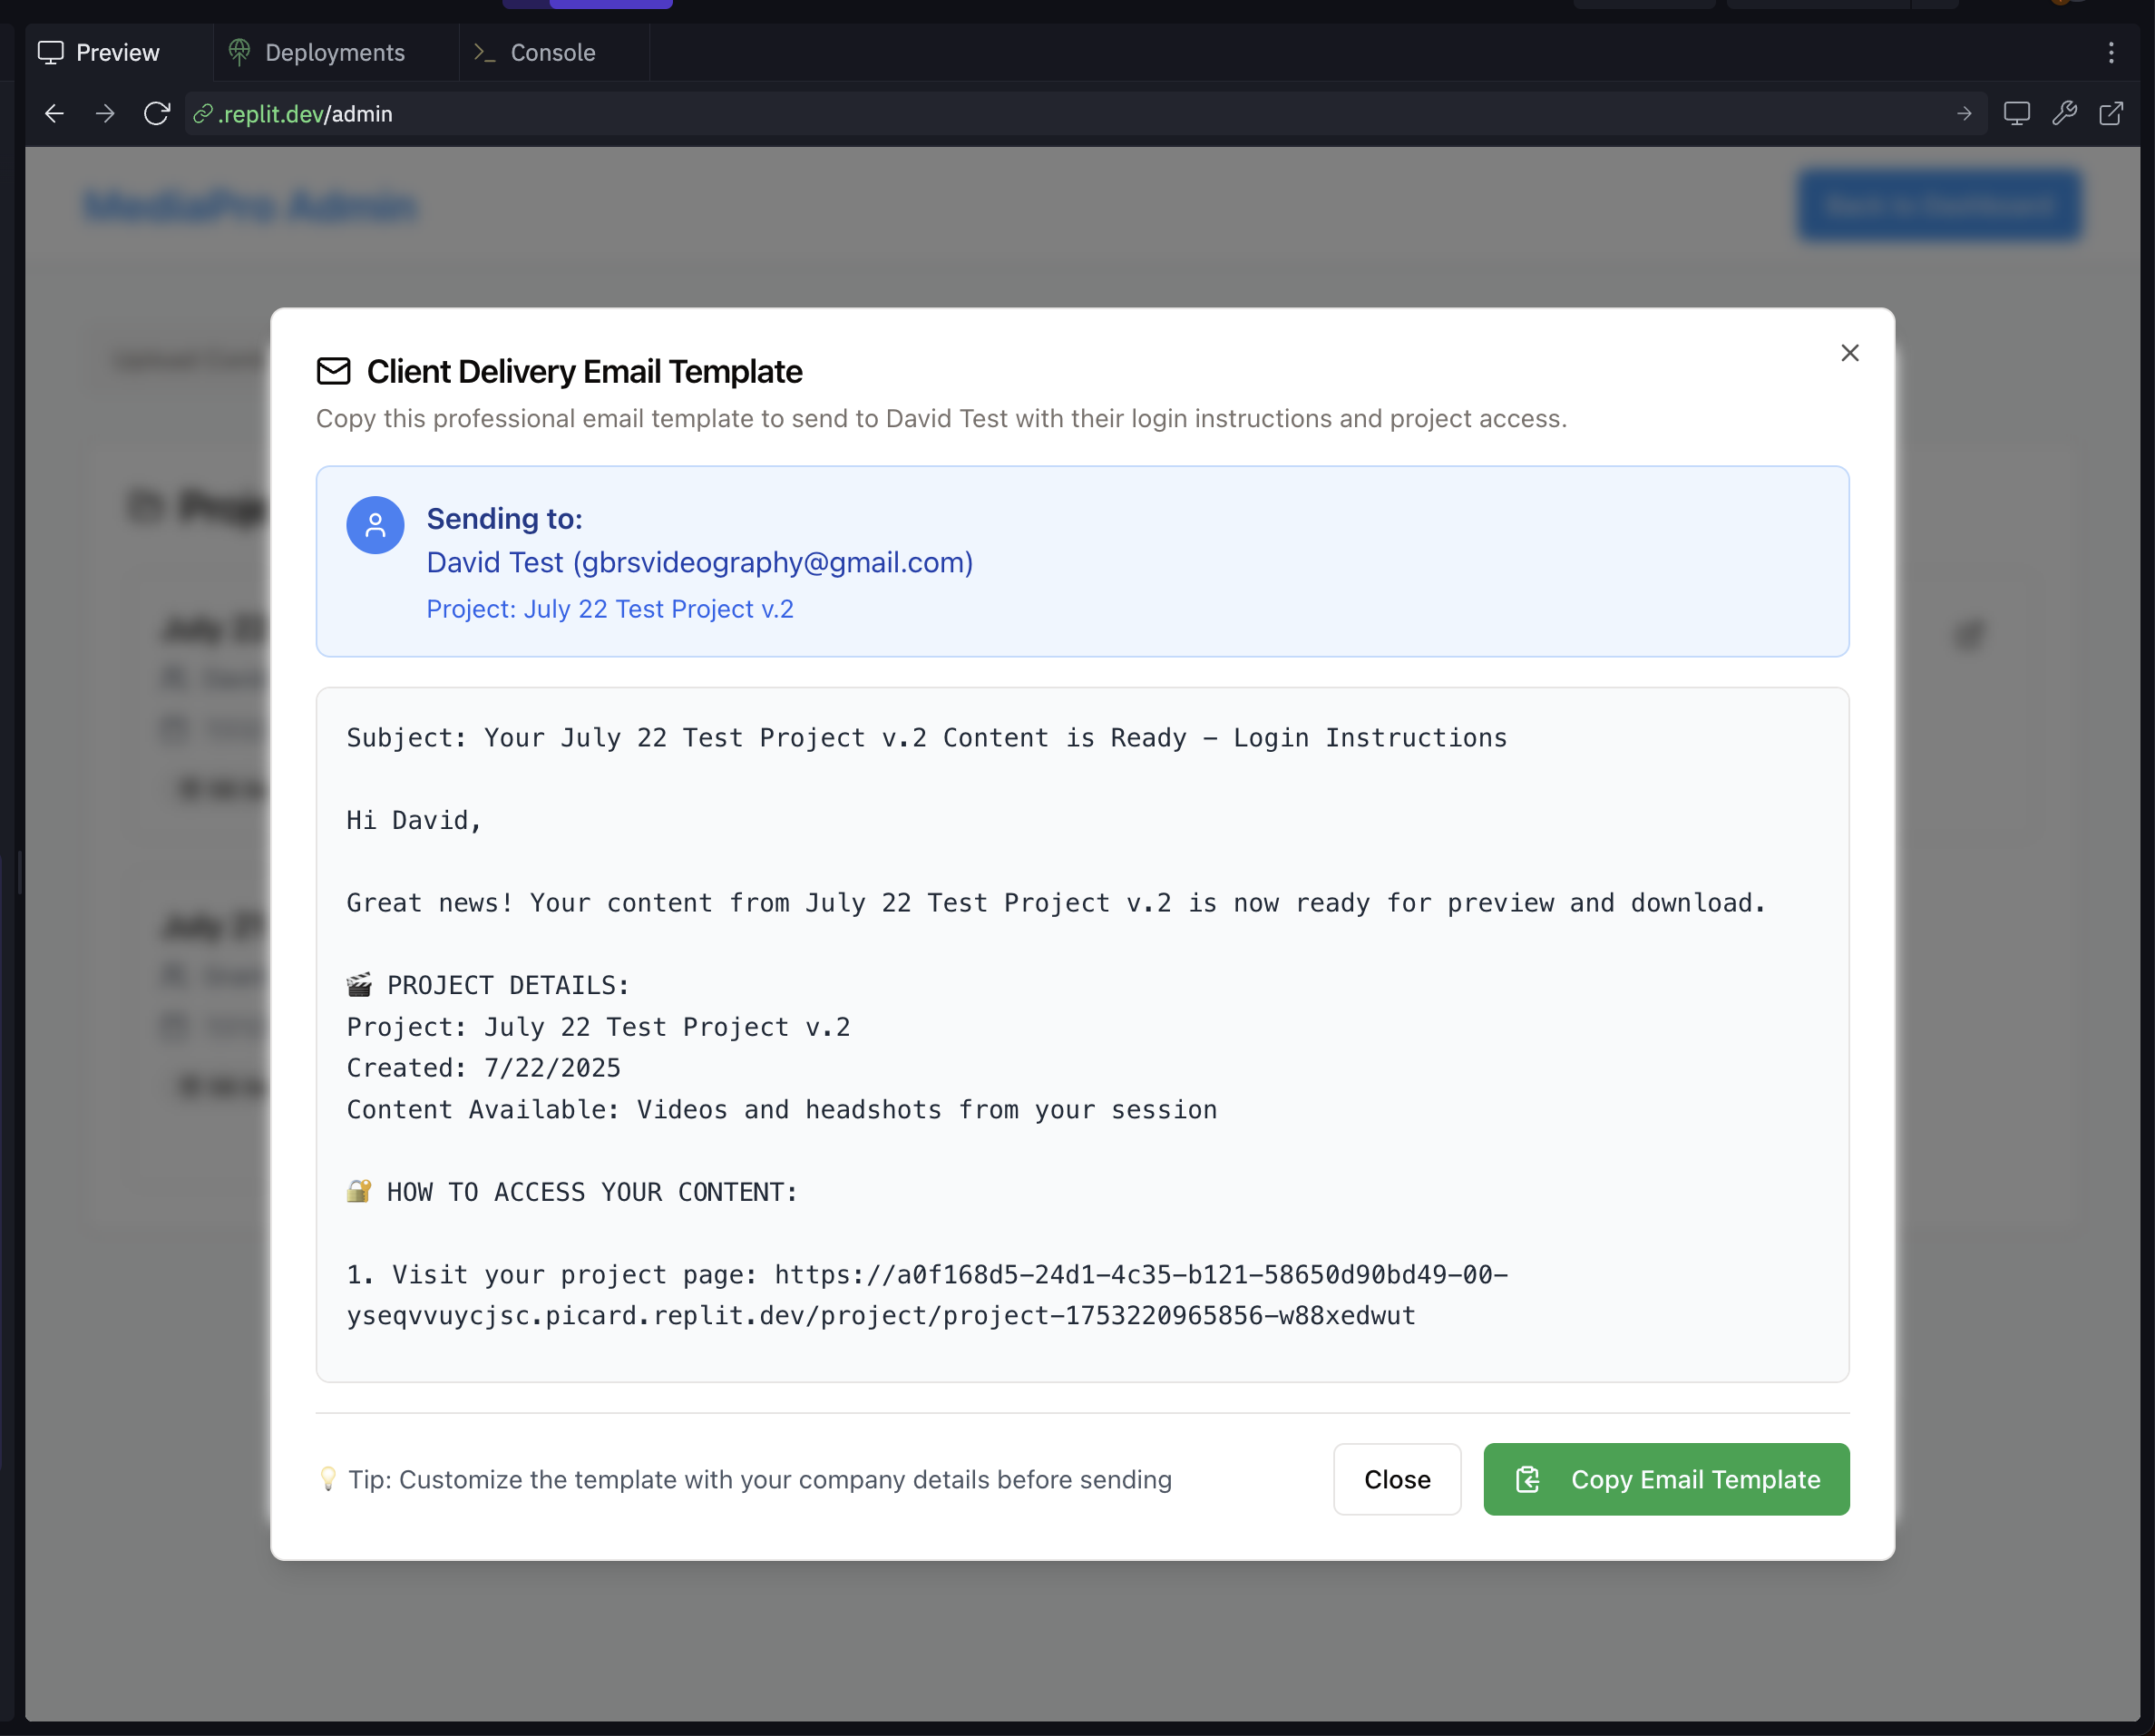 Preview
Deployments
Console
.replit.dev/admin
MediaPro Admin
Back to Dashboard
Client Delivery Email Template
Copy this professional email template to send to David Test with their login instructions and project access.
Sending to:
David Test (gbrsvideography@gmail.com)
Project: July 22 Test Project v.2
Subject: Your July 22 Test Project v.2 Content is Ready – Login Instructions
Hi David,
Great news! Your content from July 22 Test Project v.2 is now ready for preview and download.
🎬 PROJECT DETAILS:
Project: July 22 Test Project v.2
Created: 7/22/2025
Content Available: Videos and headshots from your session
🔐 HOW TO ACCESS YOUR CONTENT:
1. Visit your project page: https://a0f168d5-24d1-4c35-b121-58650d90bd49-00-
yseqvvuycjsc.picard.replit.dev/project/project-1753220965856-w88xedwut
💡 Tip: Customize the template with your company details before sending
Close
Copy Email Template